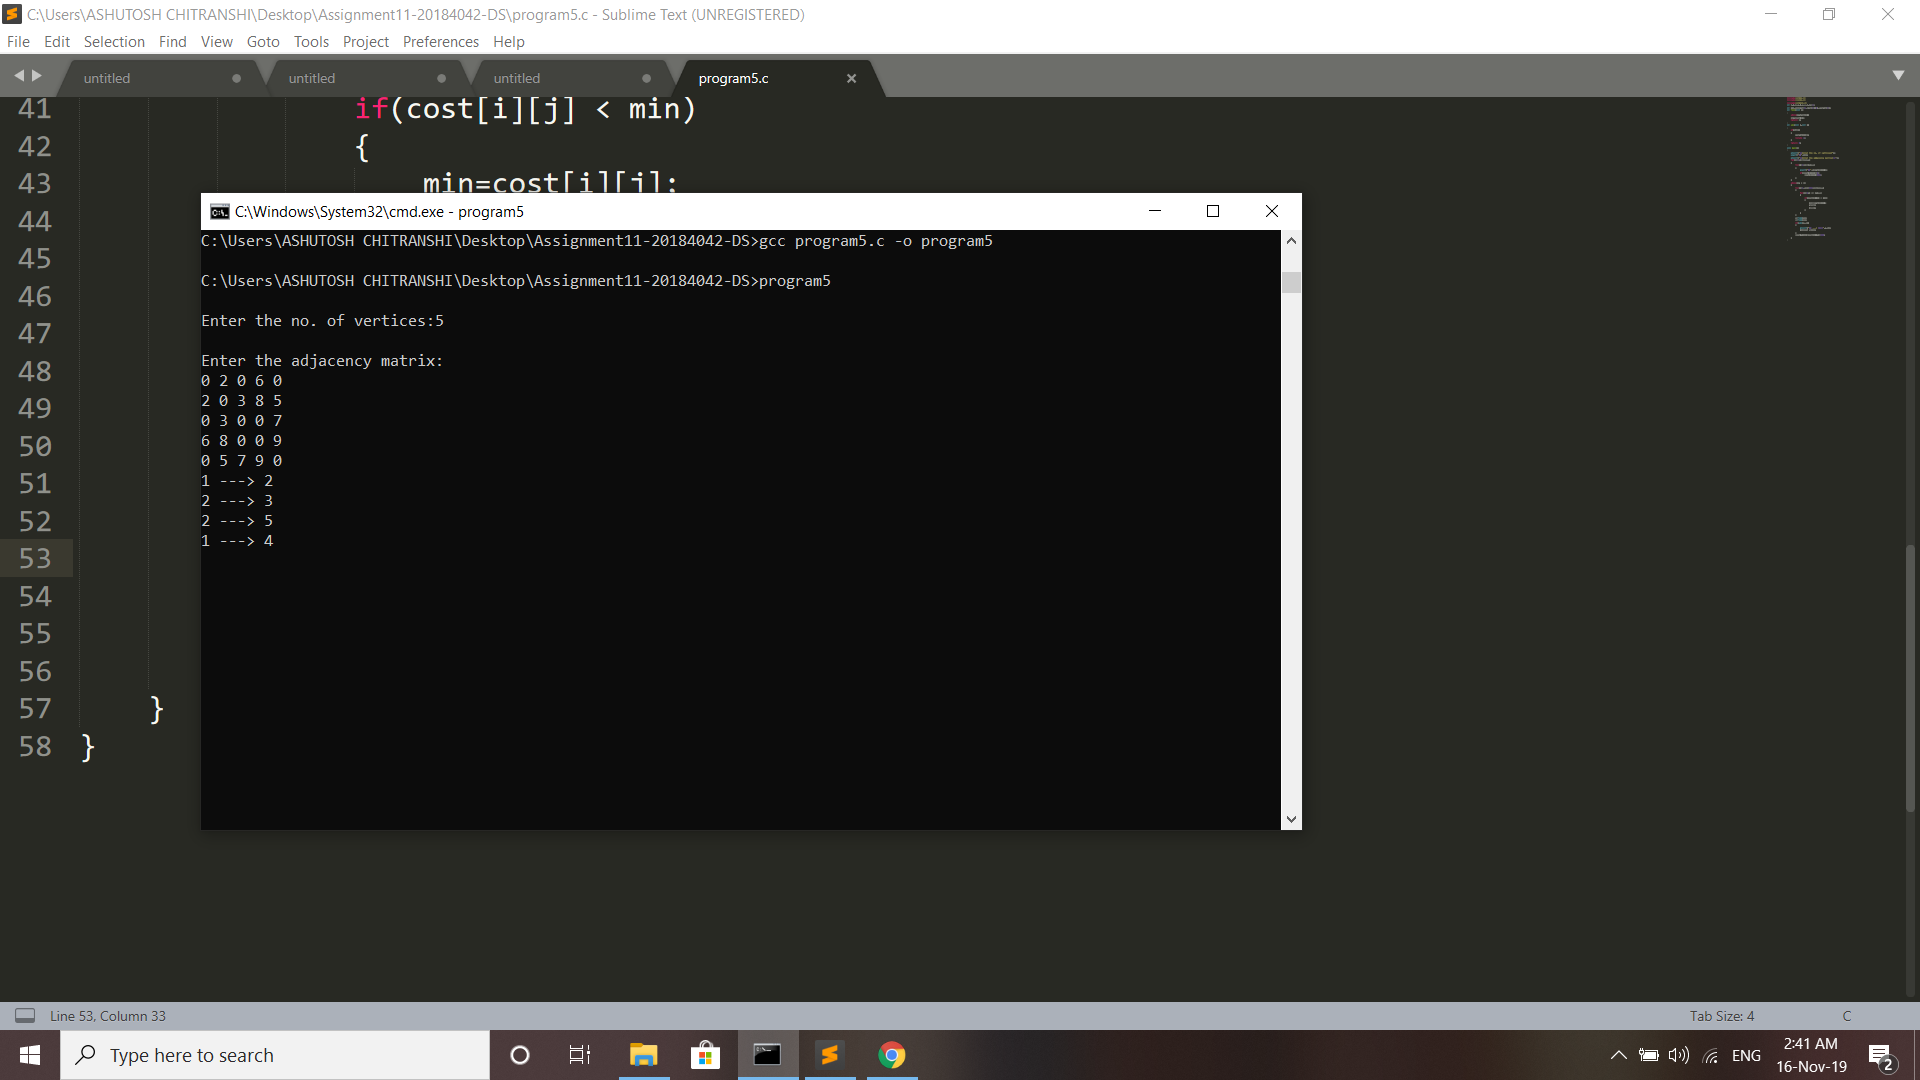 C:\Users\ASHUTOSH CHITRANSHI\Desktop\Assignment11-20184042-DS\program5.c - Sublime Text (UNREGISTERED)
File Edit Selection Find View Goto Tools Project Preferences Help
untitled untitled untitled program5.c
41 if(cost[i][j] < min)
42 {
43 min=cost[i][j];
44
45
46
47
48
49
50
51
52
53
54
55
56
57 }
58 }
C:\Windows\System32\cmd.exe - program5
C:\Users\ASHUTOSH CHITRANSHI\Desktop\Assignment11-20184042-DS>gcc program5.c -o program5
C:\Users\ASHUTOSH CHITRANSHI\Desktop\Assignment11-20184042-DS>program5
Enter the no. of vertices:5
Enter the adjacency matrix:
0 2 0 6 0
2 0 3 8 5
0 3 0 0 7
6 8 0 0 9
0 5 7 9 0
1 ---> 2
2 ---> 3
2 ---> 5
1 ---> 4
Line 53, Column 33 Tab Size: 4 C
Type here to search
ENG
2:41 AM
16-Nov-19
2